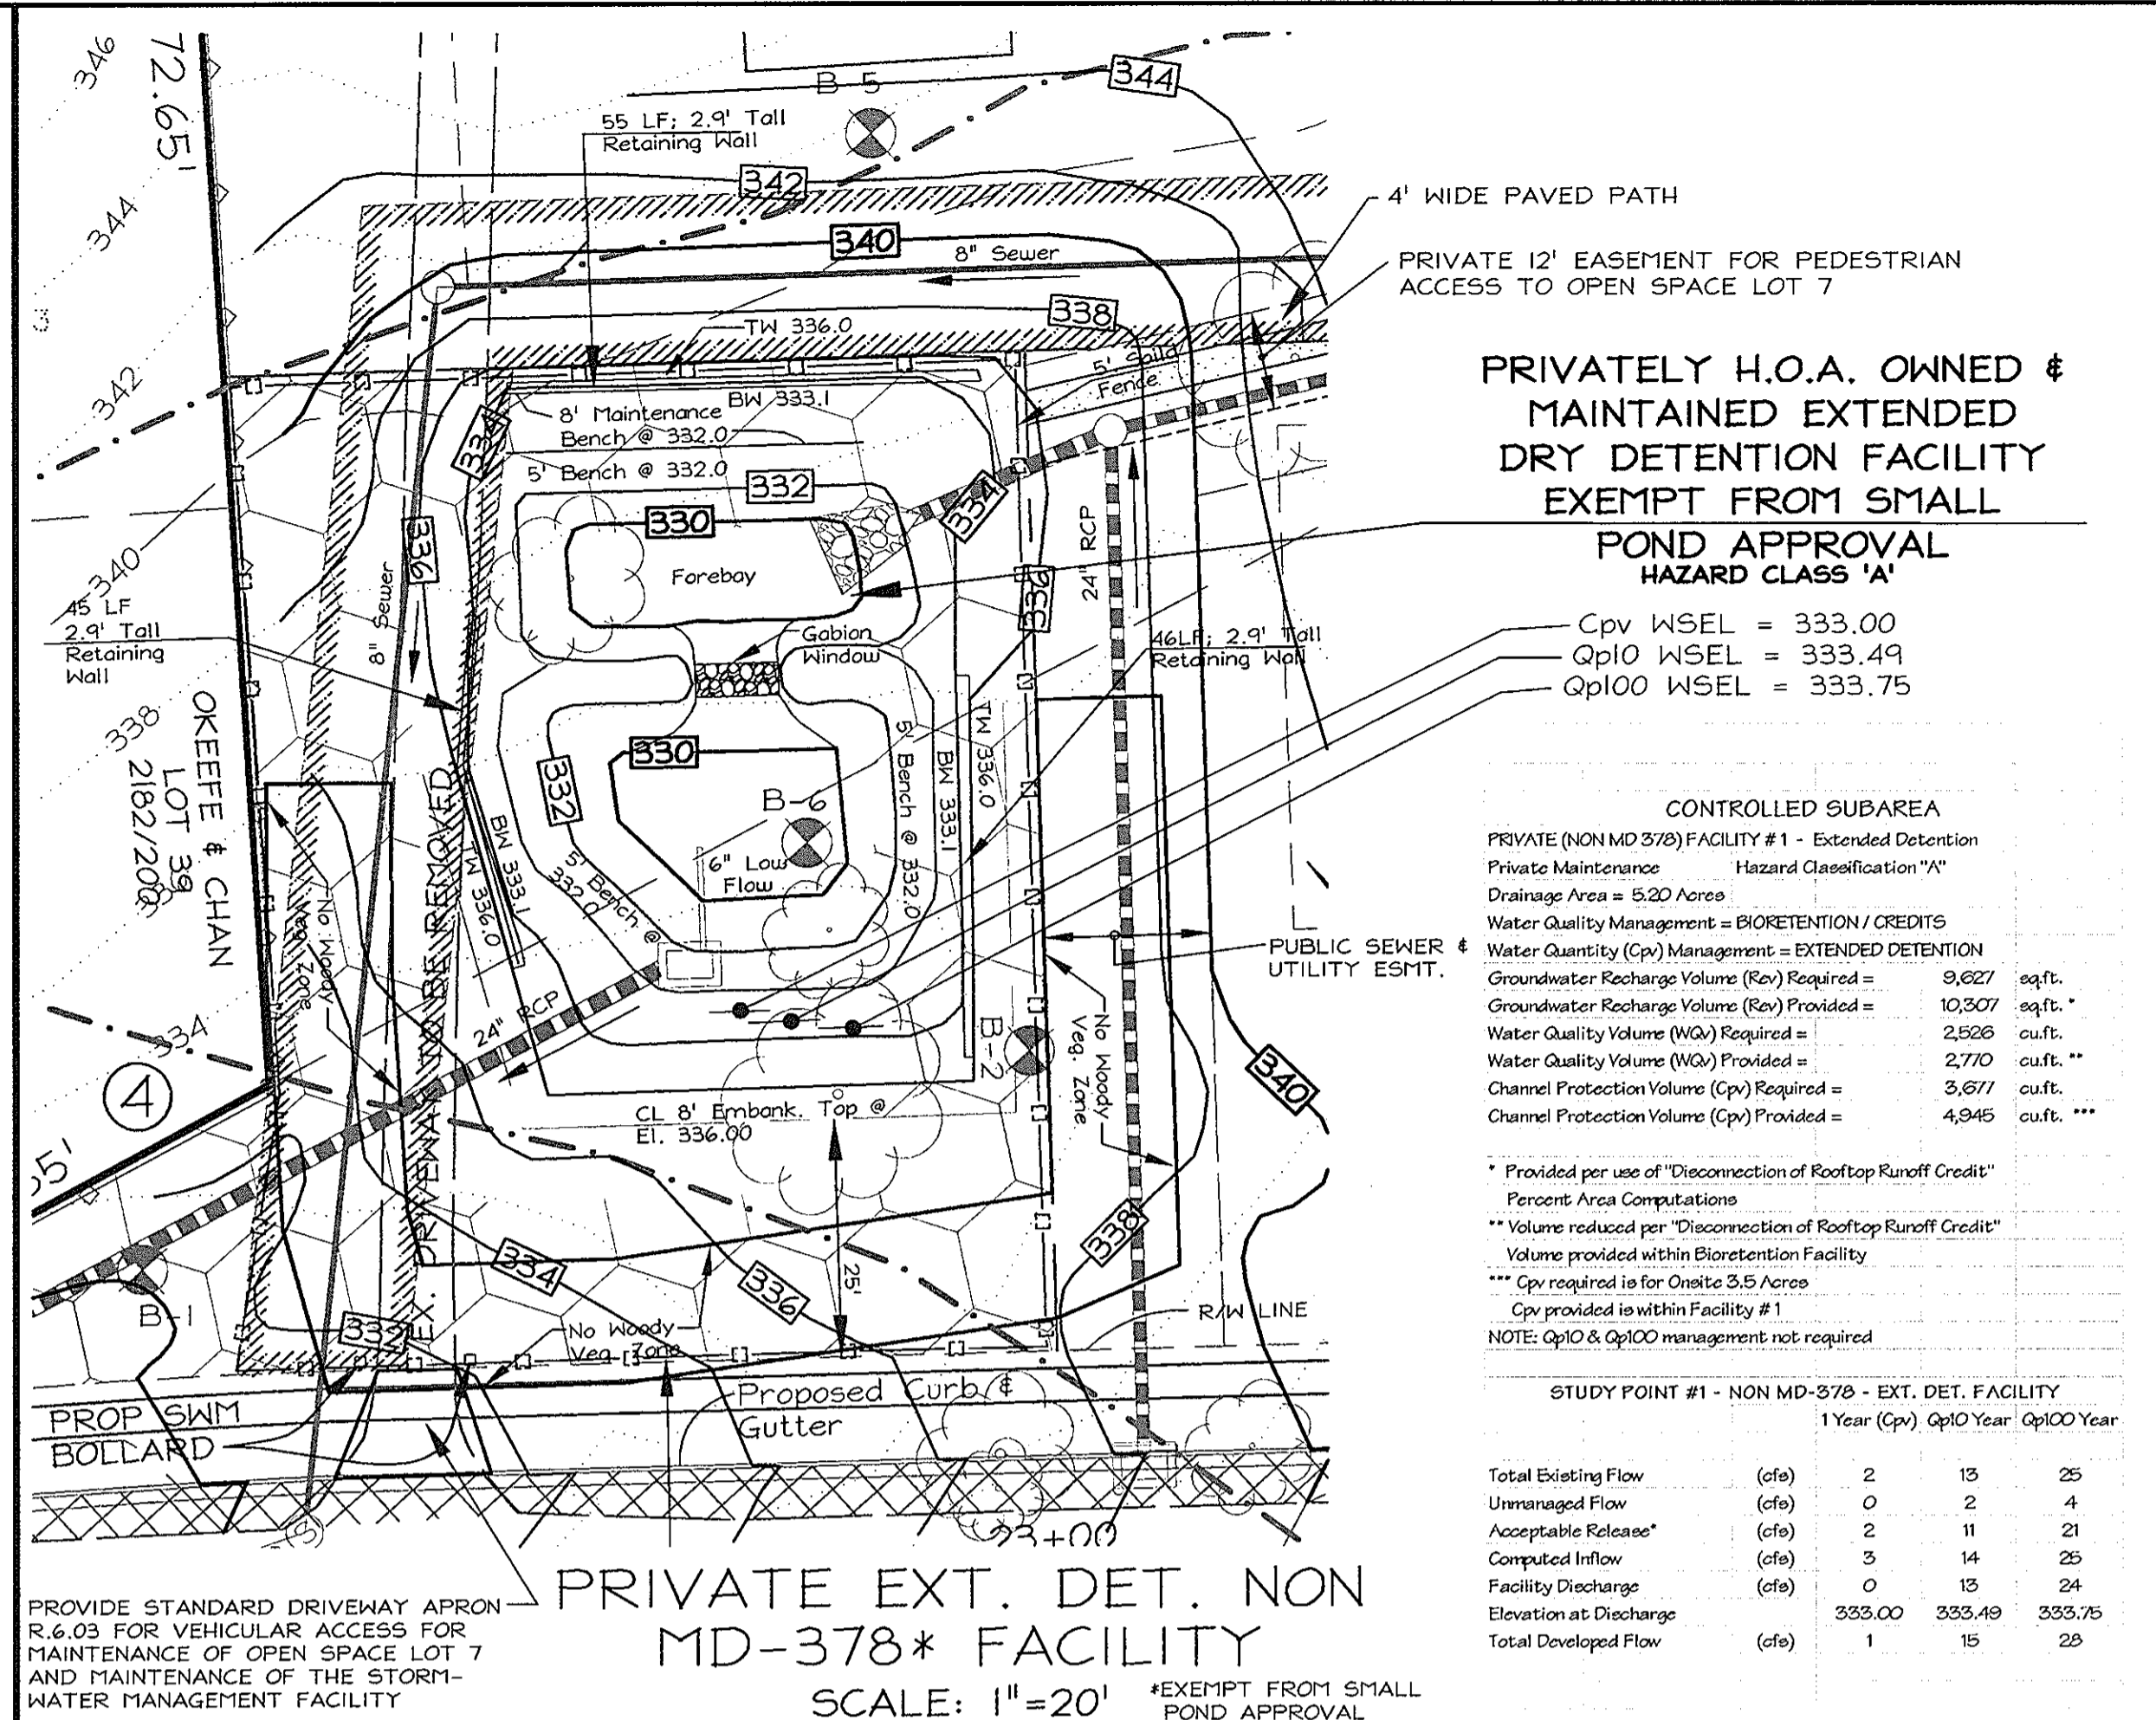 346
72.65'
344
342
340
338
334
3
B-5
344
55 LF; 2.9' Tall
Retaining Wall
342
340
8" Sewer
338
TW 336.0
5' Solid
Fence
4' WIDE PAVED PATH
PRIVATE 12' EASEMENT FOR PEDESTRIAN
ACCESS TO OPEN SPACE LOT 7
PRIVATELY H.O.A. OWNED &
MAINTAINED EXTENDED
DRY DETENTION FACILITY
EXEMPT FROM SMALL
POND APPROVAL
HAZARD CLASS 'A'
Cpv WSEL = 333.00
Qp10 WSEL = 333.49
Qp100 WSEL = 333.75
BW 333.1
8' Maintenance
Bench @ 332.0
5' Bench @ 332.0
334
332
330
334
336
336
Forebay
24" RCP
8" Sewer
45 LF
2.9' Tall
Retaining
Wall
Gabion
Window
46LF; 2.9' Tall
Retaining Wall
OKEEFE & CHAN
LOT 39
2182/200
330
332
B-6
6" Low
Flow
5' Bench @ 332.0
BW 333.1
TW 336.0
BW 333.1
TW 336.0
5' Bench @
332.0
No Woody
Veg. Zone
24" RCP
B-2
No Woody
Veg. Zone
PUBLIC SEWER &
UTILITY ESMT.
340
4
CL 8' Embank. Top @
El. 336.00
EX. TREEMAIN TO BE REMOVED
55'
338
334
336
25'
R/W LINE
B-1
332
No Woody
Veg. Zone
PROP SWM
BOLLARD
Proposed Curb &
Gutter
(S)
23+00
PROVIDE STANDARD DRIVEWAY APRON
R.6.03 FOR VEHICULAR ACCESS FOR
MAINTENANCE OF OPEN SPACE LOT 7
AND MAINTENANCE OF THE STORM-
WATER MANAGEMENT FACILITY
PRIVATE EXT. DET. NON
MD-378* FACILITY
SCALE: 1"=20'
*EXEMPT FROM SMALL
POND APPROVAL
CONTROLLED SUBAREA
PRIVATE (NON MD 378) FACILITY #1 - Extended Detention
Private Maintenance Hazard Classification "A"
Drainage Area = 5.20 Acres
Water Quality Management = BIORETENTION / CREDITS
Water Quantity (Cpv) Management = EXTENDED DETENTION
Groundwater Recharge Volume (Rev) Required = 9,627 sq.ft.
Groundwater Recharge Volume (Rev) Provided = 10,307 sq.ft. *
Water Quality Volume (WQv) Required = 2,526 cu.ft.
Water Quality Volume (WQv) Provided = 2,770 cu.ft. **
Channel Protection Volume (Cpv) Required = 3,677 cu.ft.
Channel Protection Volume (Cpv) Provided = 4,945 cu.ft. ***
* Provided per use of "Disconnection of Rooftop Runoff Credit"
Percent Area Computations
** Volume reduced per "Disconnection of Rooftop Runoff Credit"
Volume provided within Bioretention Facility
*** Cpv required is for Onsite 3.5 Acres
Cpv provided is within Facility #1
NOTE: Qp10 & Qp100 management not required
STUDY POINT #1 - NON MD-378 - EXT. DET. FACILITY
1 Year (Cpv) Qp10 Year Qp100 Year
Total Existing Flow (cfs) 2 13 25
Unmanaged Flow (cfs) 0 2 4
Acceptable Release* (cfs) 2 11 21
Computed Inflow (cfs) 3 14 25
Facility Discharge (cfs) 0 13 24
Elevation at Discharge 333.00 333.49 333.75
Total Developed Flow (cfs) 1 15 28